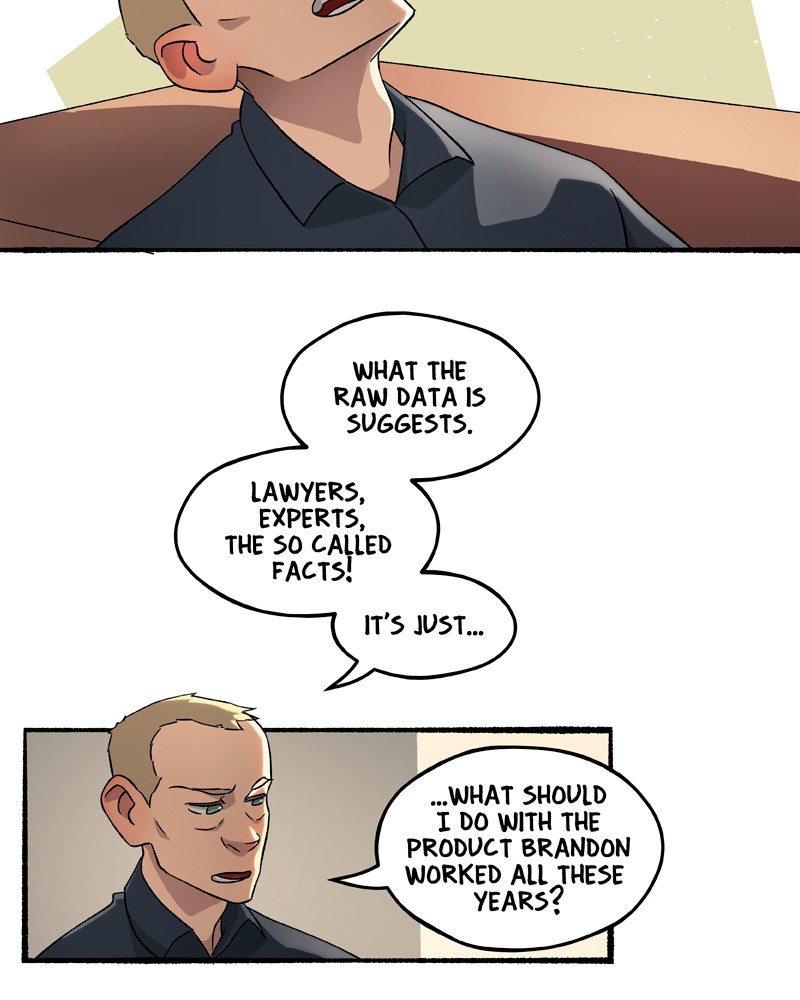 WHAT THE
RAW DATA IS
SUGGESTS.
LAWYERS,
EXPERTS,
THE SO CALLED
FACTS!
IT'S JUST...
...WHAT SHOULD
I DO WITH THE
PRODUCT BRANDON
WORKED ALL THESE
YEARS?